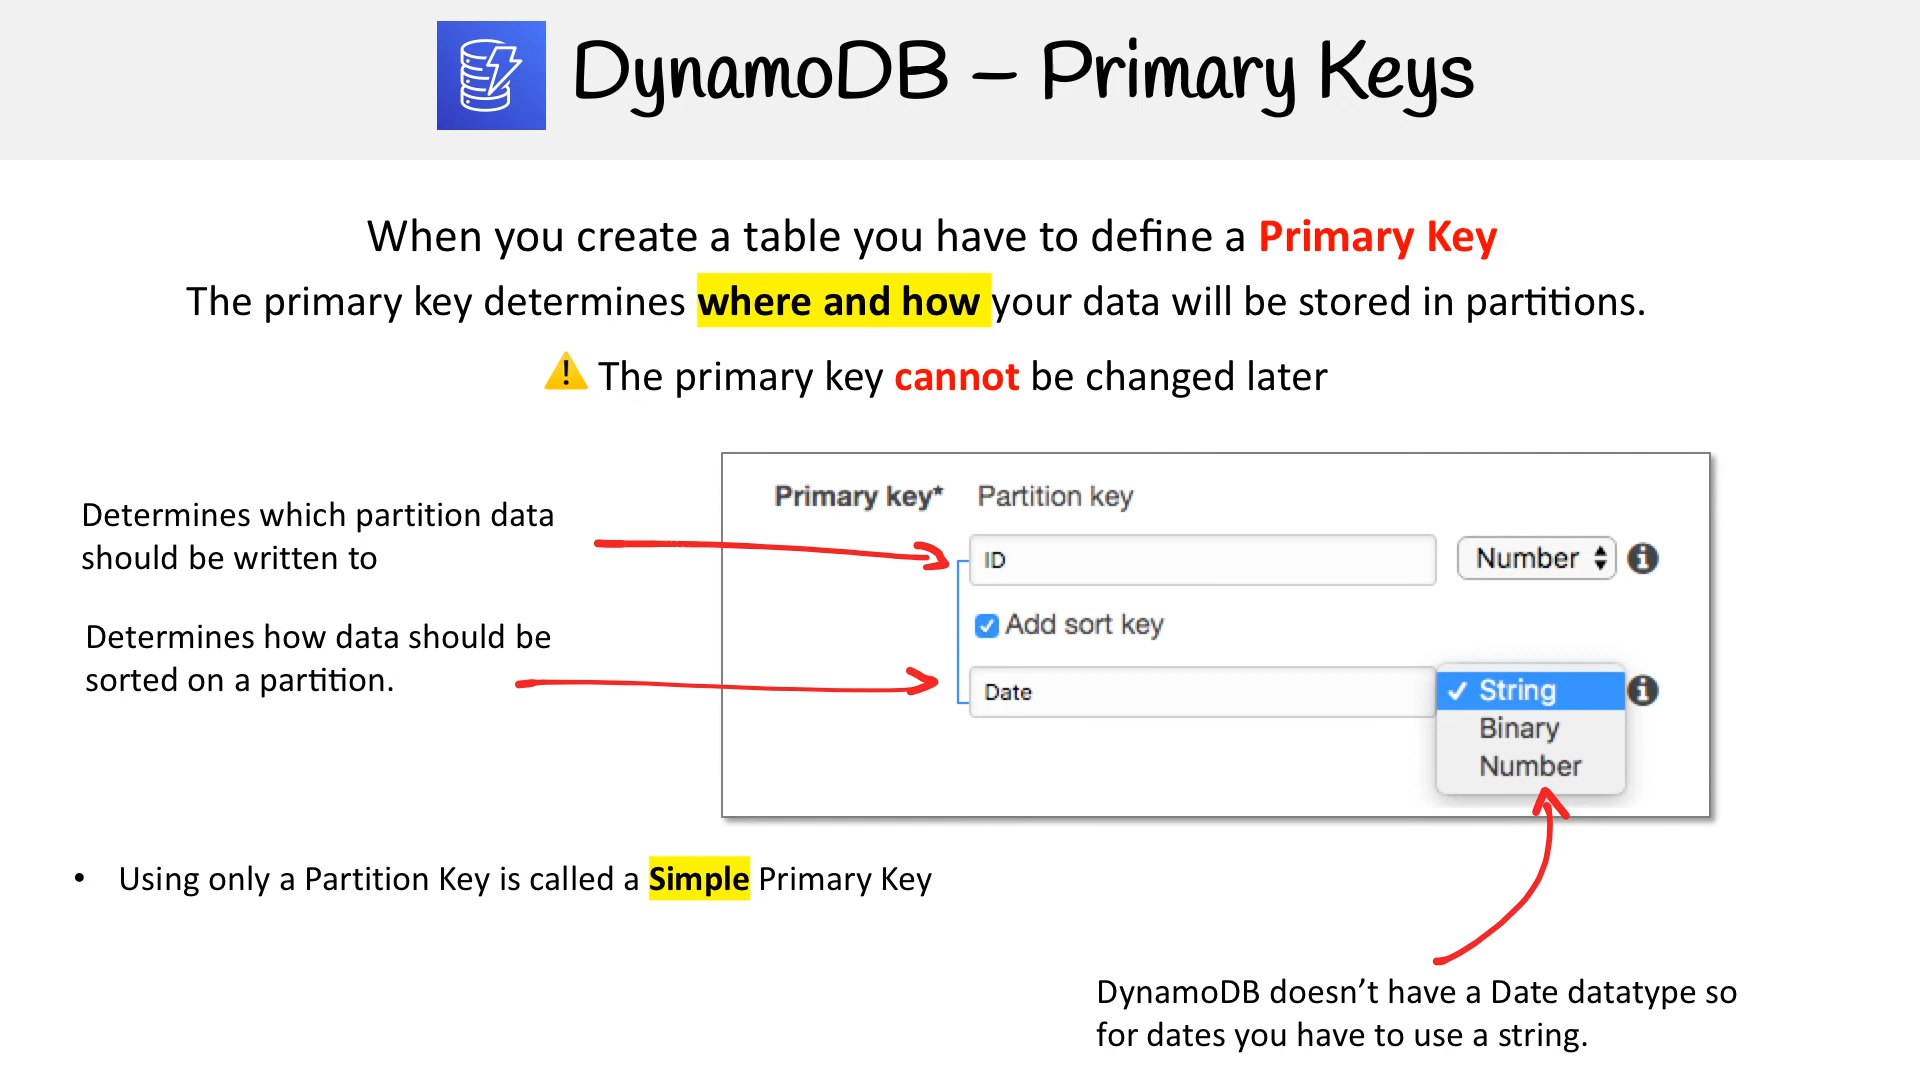 DynamoDB – Primary Keys
When you create a table you have to define a Primary Key
The primary key determines where and how your data will be stored in partitions.
⚠ The primary key cannot be changed later
Determines which partition data
should be written to
Determines how data should be
sorted on a partition.
Primary key* Partition key
ID Number
Add sort key
Date String
Binary
Number
• Using only a Partition Key is called a Simple Primary Key
DynamoDB doesn’t have a Date datatype so
for dates you have to use a string.